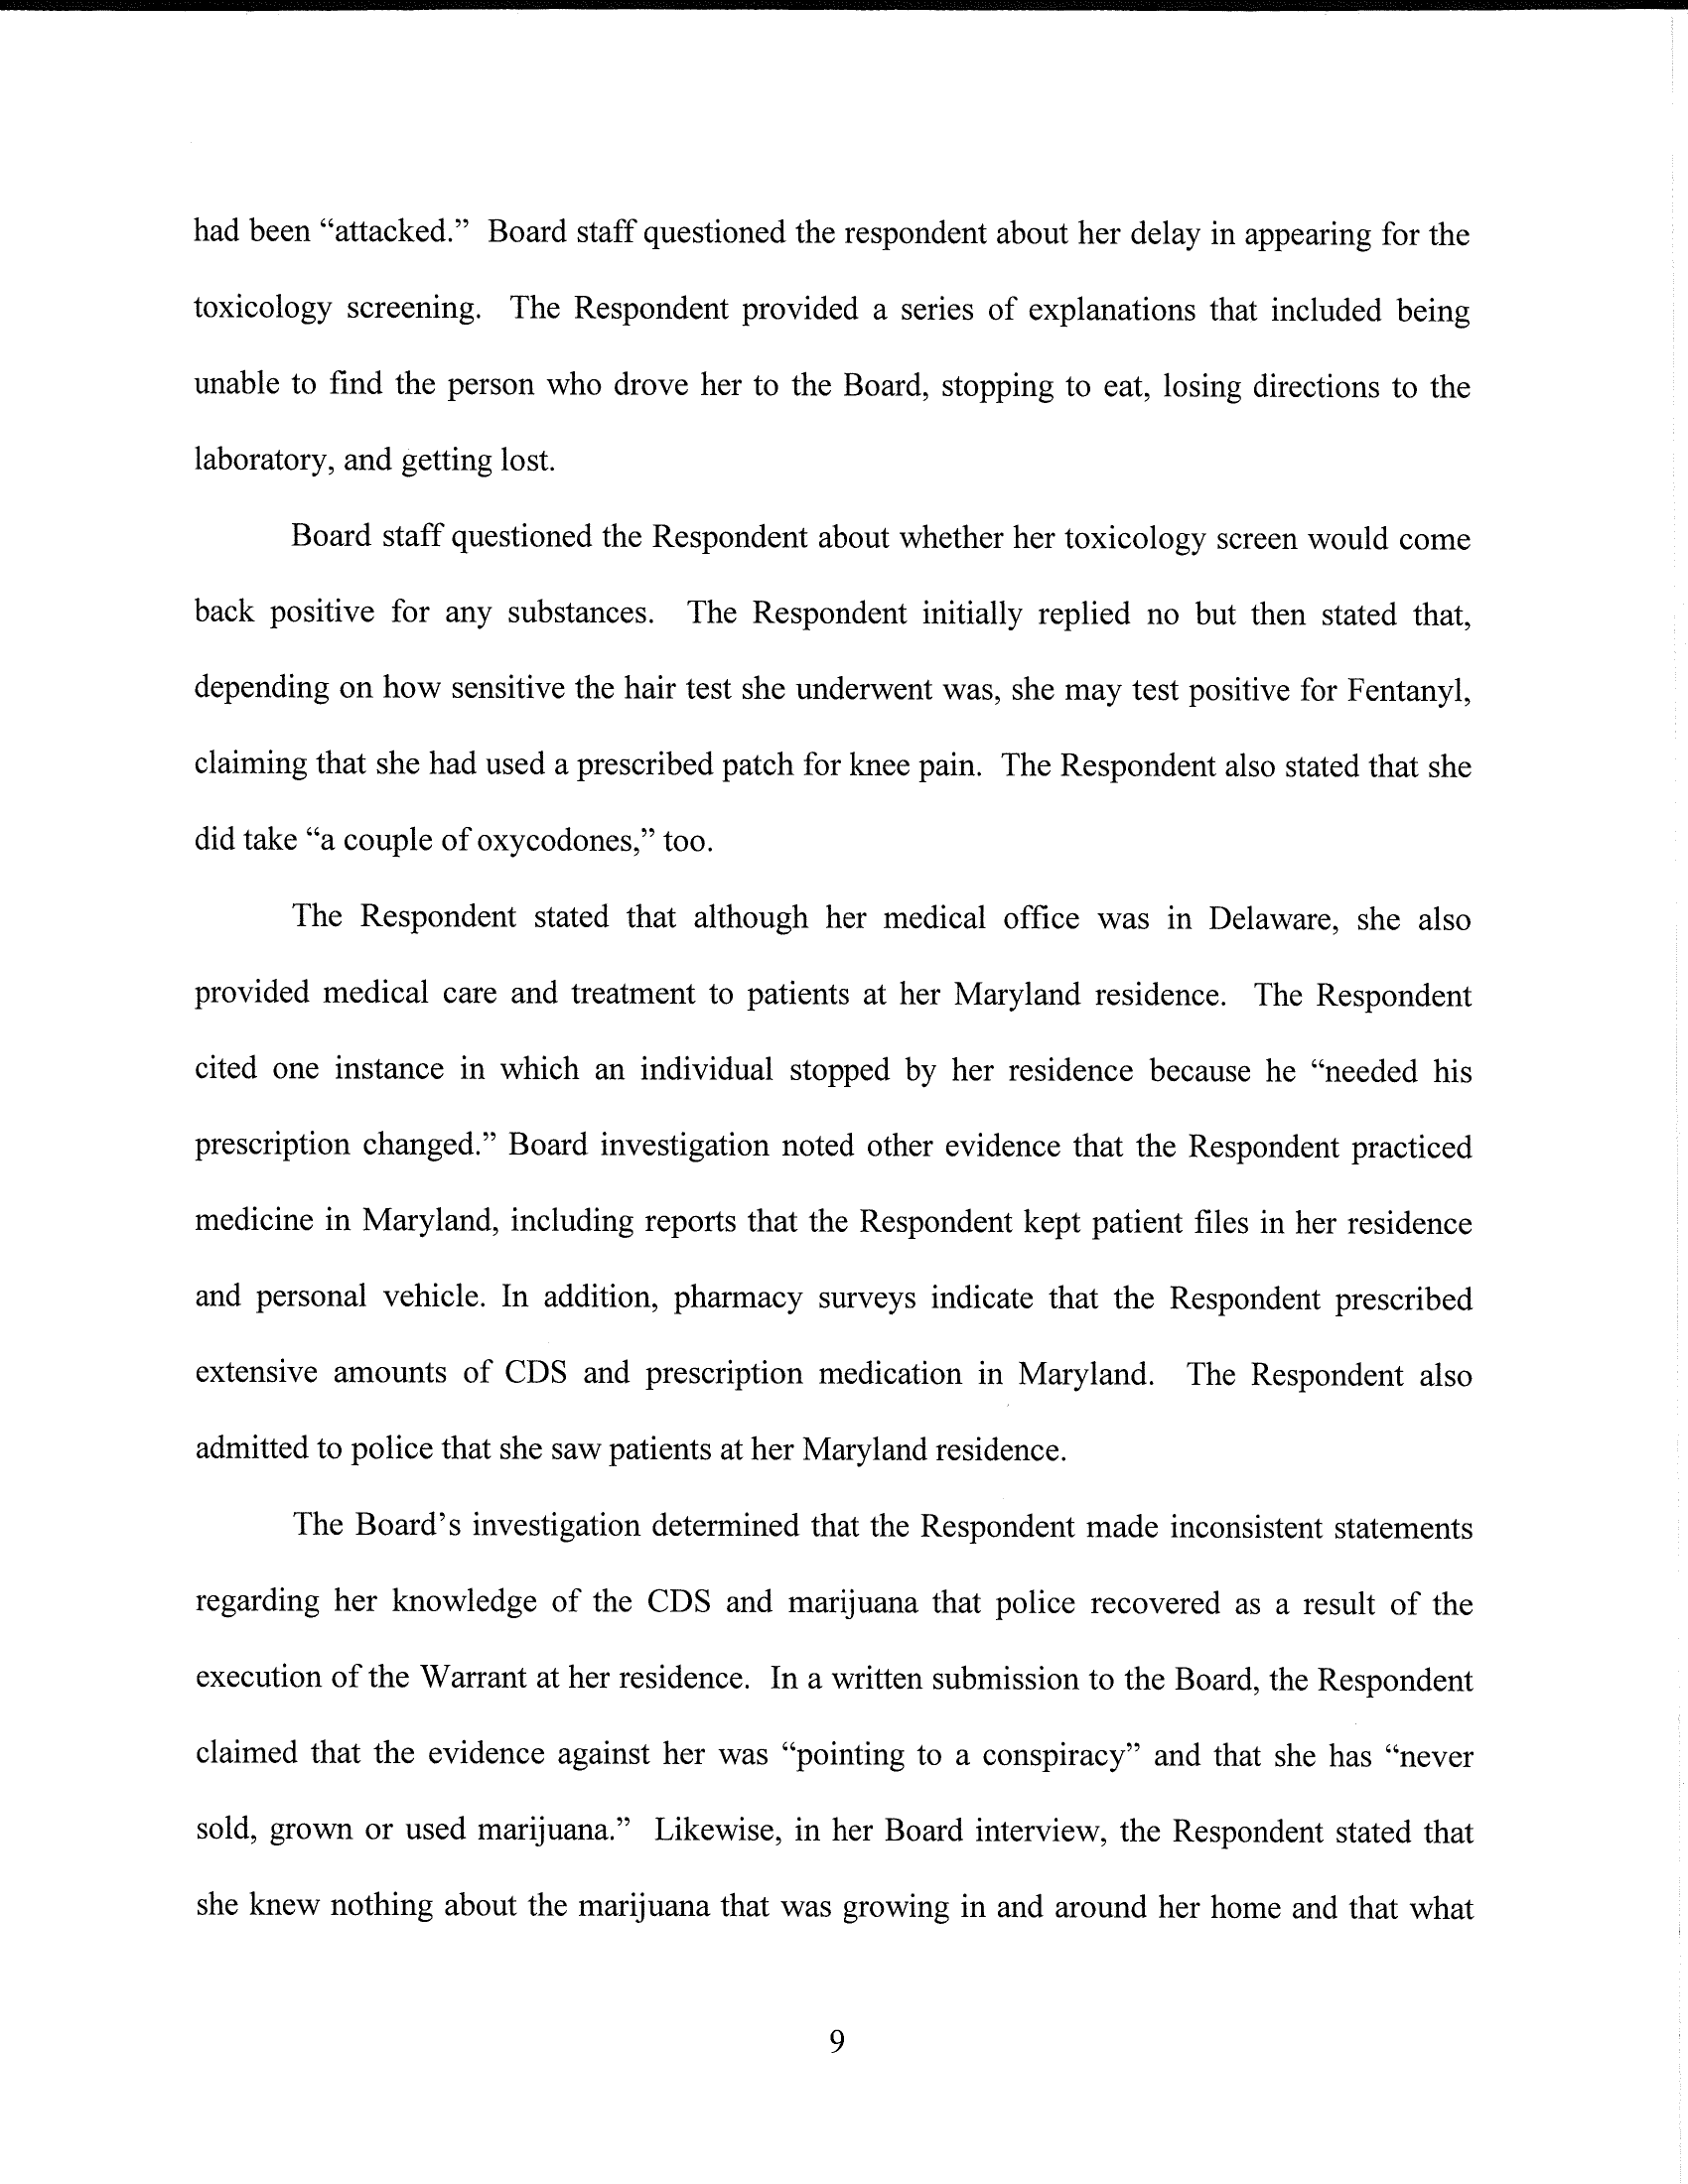 had been “attacked.” Board staff questioned the respondent about her delay in appearing for the
toxicology screening. The Respondent provided a series of explanations that included being
unable to find the person who drove her to the Board, stopping to eat, losing directions to the
laboratory, and getting lost.
Board staff questioned the Respondent about whether her toxicology screen would come
back positive for any substances. The Respondent initially replied no but then stated that,
depending on how sensitive the hair test she underwent was, she may test positive for Fentanyl,
claiming that she had used a prescribed patch for knee pain. The Respondent also stated that she
did take “a couple of oxycodones,” too.
The Respondent stated that although her medical office was in Delaware, she also
provided medical care and treatment to patients at her Maryland residence. The Respondent
cited one instance in which an individual stopped by her residence because he “needed his
prescription changed.” Board investigation noted other evidence that the Respondent practiced
medicine in Maryland, including reports that the Respondent kept patient files in her residence
and personal vehicle. In addition, pharmacy surveys indicate that the Respondent prescribed
extensive amounts of CDS and prescription medication in Maryland. The Respondent also
admitted to police that she saw patients at her Maryland residence.
The Board’s investigation determined that the Respondent made inconsistent statements
regarding her knowledge of the CDS and marijuana that police recovered as a result of the
execution of the Warrant at her residence. In a written submission to the Board, the Respondent
claimed that the evidence against her was “pointing to a conspiracy” and that she has “never
sold, grown or used marijuana.” Likewise, in her Board interview, the Respondent stated that
she knew nothing about the marijuana that was growing in and around her home and that what
9